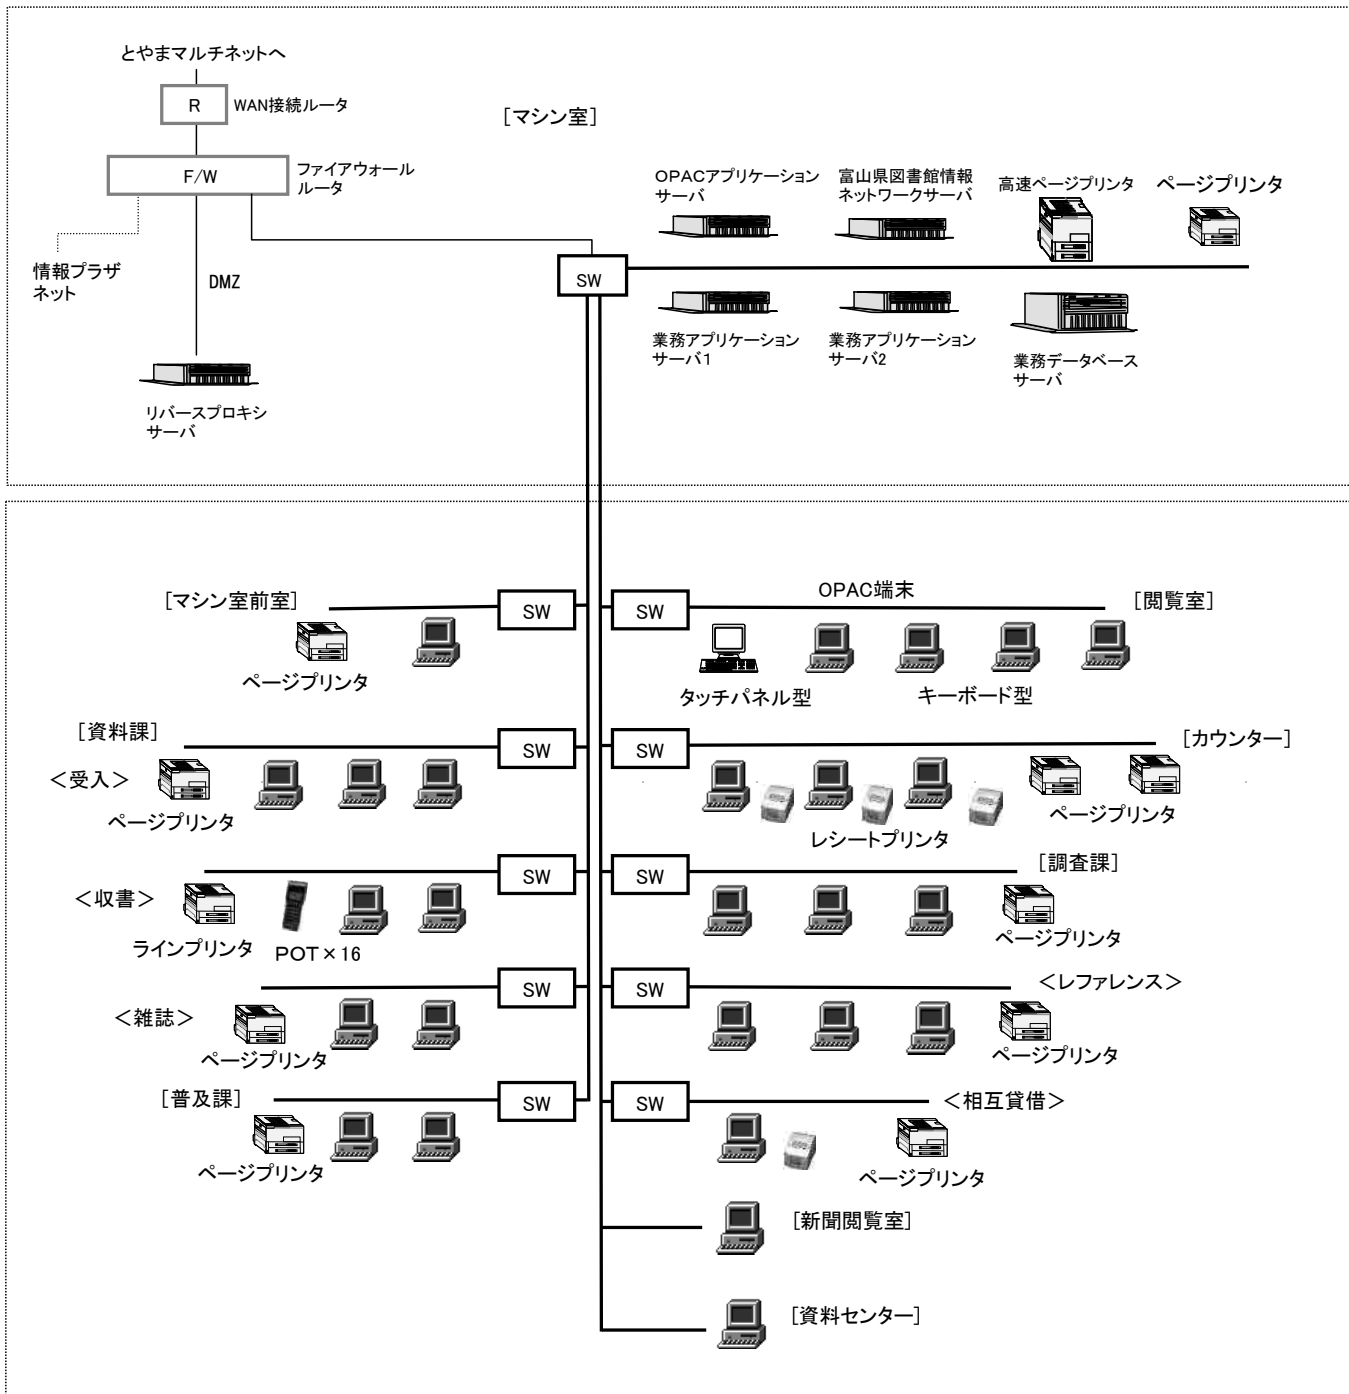 とやまマルチネットへ
R
WAN接続ルータ
[マシン室]
F/W
ファイアウォール
ルータ
OPACアプリケーション
サーバ
富山県図書館情報
ネットワークサーバ
高速ページプリンタ
ページプリンタ
情報プラザ
ネット
DMZ
SW
業務アプリケーション
サーバ1
業務アプリケーション
サーバ2
業務データベース
サーバ
リバースプロキシ
サーバ
[マシン室前室]
SW
SW
OPAC端末
[閲覧室]
ページプリンタ
タッチパネル型
キーボード型
[資料課]
SW
SW
[カウンター]
＜受入＞
ページプリンタ
レシートプリンタ
ページプリンタ
SW
SW
[調査課]
＜収書＞
ラインプリンタ
POT×16
ページプリンタ
SW
SW
＜レファレンス＞
＜雑誌＞
ページプリンタ
ページプリンタ
[普及課]
SW
SW
＜相互貸借＞
ページプリンタ
ページプリンタ
[新聞閲覧室]
[資料センター]